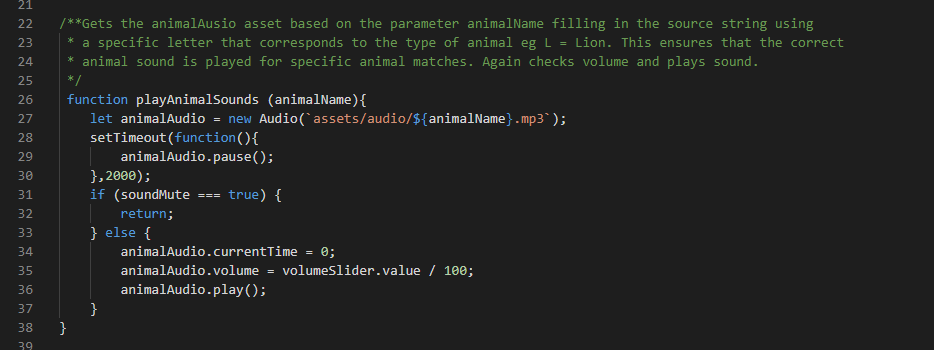 21
22 /**Gets the animalAusio asset based on the parameter animalName filling in the source string using
23 * a specific letter that corresponds to the type of animal eg L = Lion. This ensures that the correct
24 * animal sound is played for specific animal matches. Again checks volume and plays sound.
25 */
26 function playAnimalSounds (animalName){
27 let animalAudio = new Audio(`assets/audio/${animalName}.mp3`);
28 setTimeout(function(){
29 animalAudio.pause();
30 },2000);
31 if (soundMute === true) {
32 return;
33 } else {
34 animalAudio.currentTime = 0;
35 animalAudio.volume = volumeSlider.value / 100;
36 animalAudio.play();
37 }
38 }
39